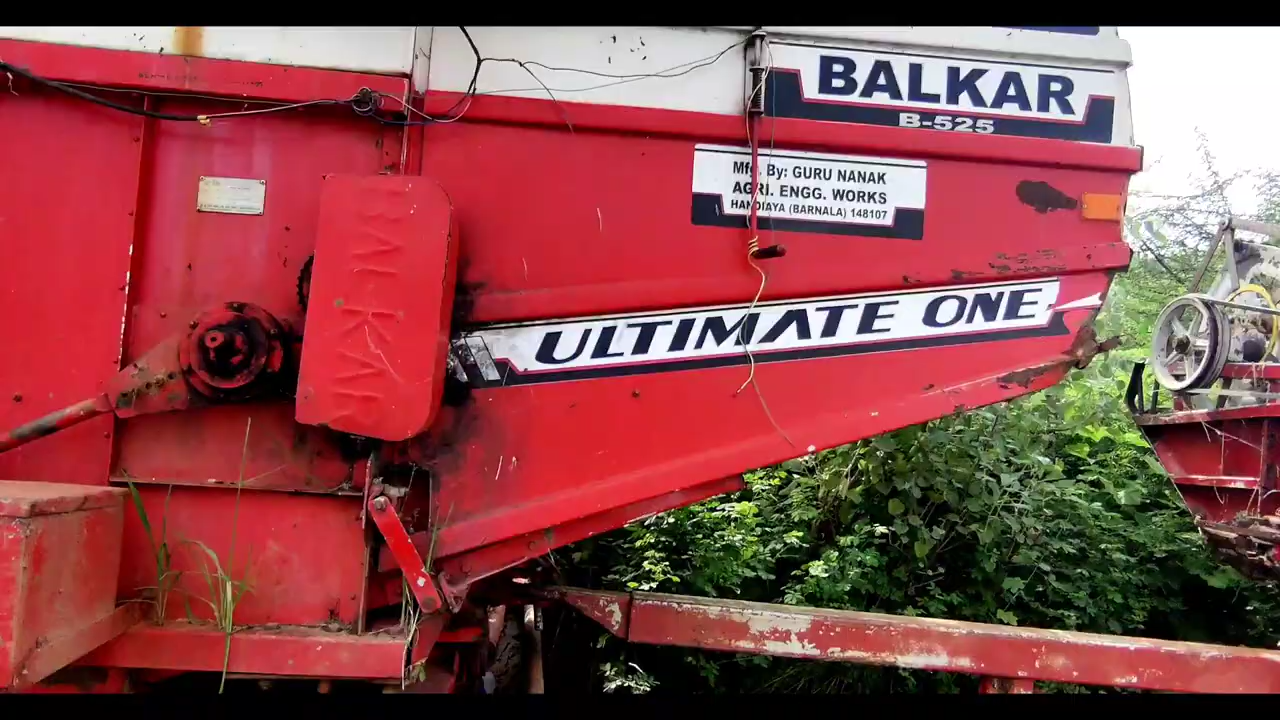 BALKAR
B-525
Mfg. By: GURU NANAK
AGRI. ENGG. WORKS
HANDIAYA (BARNALA) 148107
BALKAR
ULTIMATE ONE